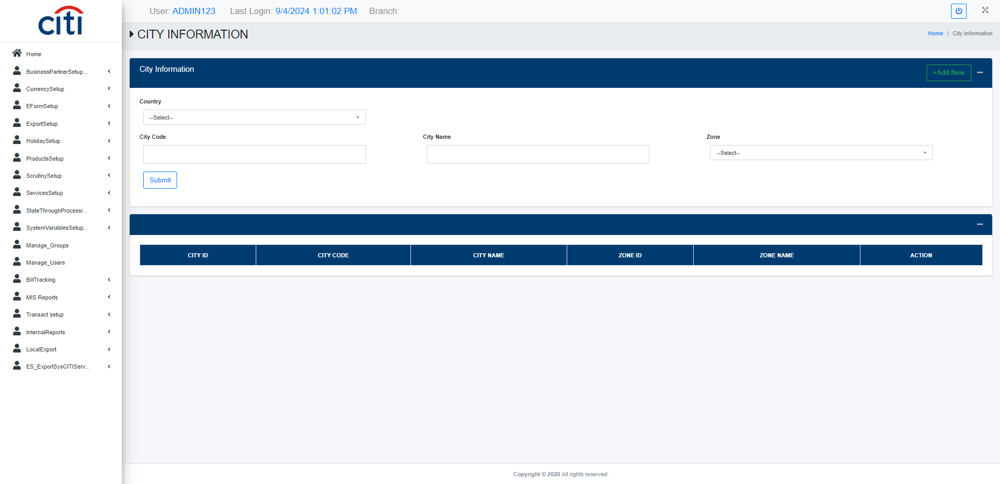 citi
User: ADMIN123 Last Login: 9/4/2024 1:01:02 PM Branch:
CITY INFORMATION
Home / City Information
Home
BusinessPartnerSetup...
CurrencySetup
EFormSetup
ExportSetup
HolidaySetup
ProductsSetup
ScrutinySetup
ServicesSetup
StateThroughProcessi...
SystemVariablesSetup...
Manage_Groups
Manage_Users
BillTracking
MIS Reports
Transact setup
InternalReports
LocalExport
ES_ExportSysCITIServ...
City Information
+Add New
Country
--Select--
City Code City Name Zone
--Select--
Submit
CITY ID CITY CODE CITY NAME ZONE ID ZONE NAME ACTION
Copyright © 2020 All rights reserved.